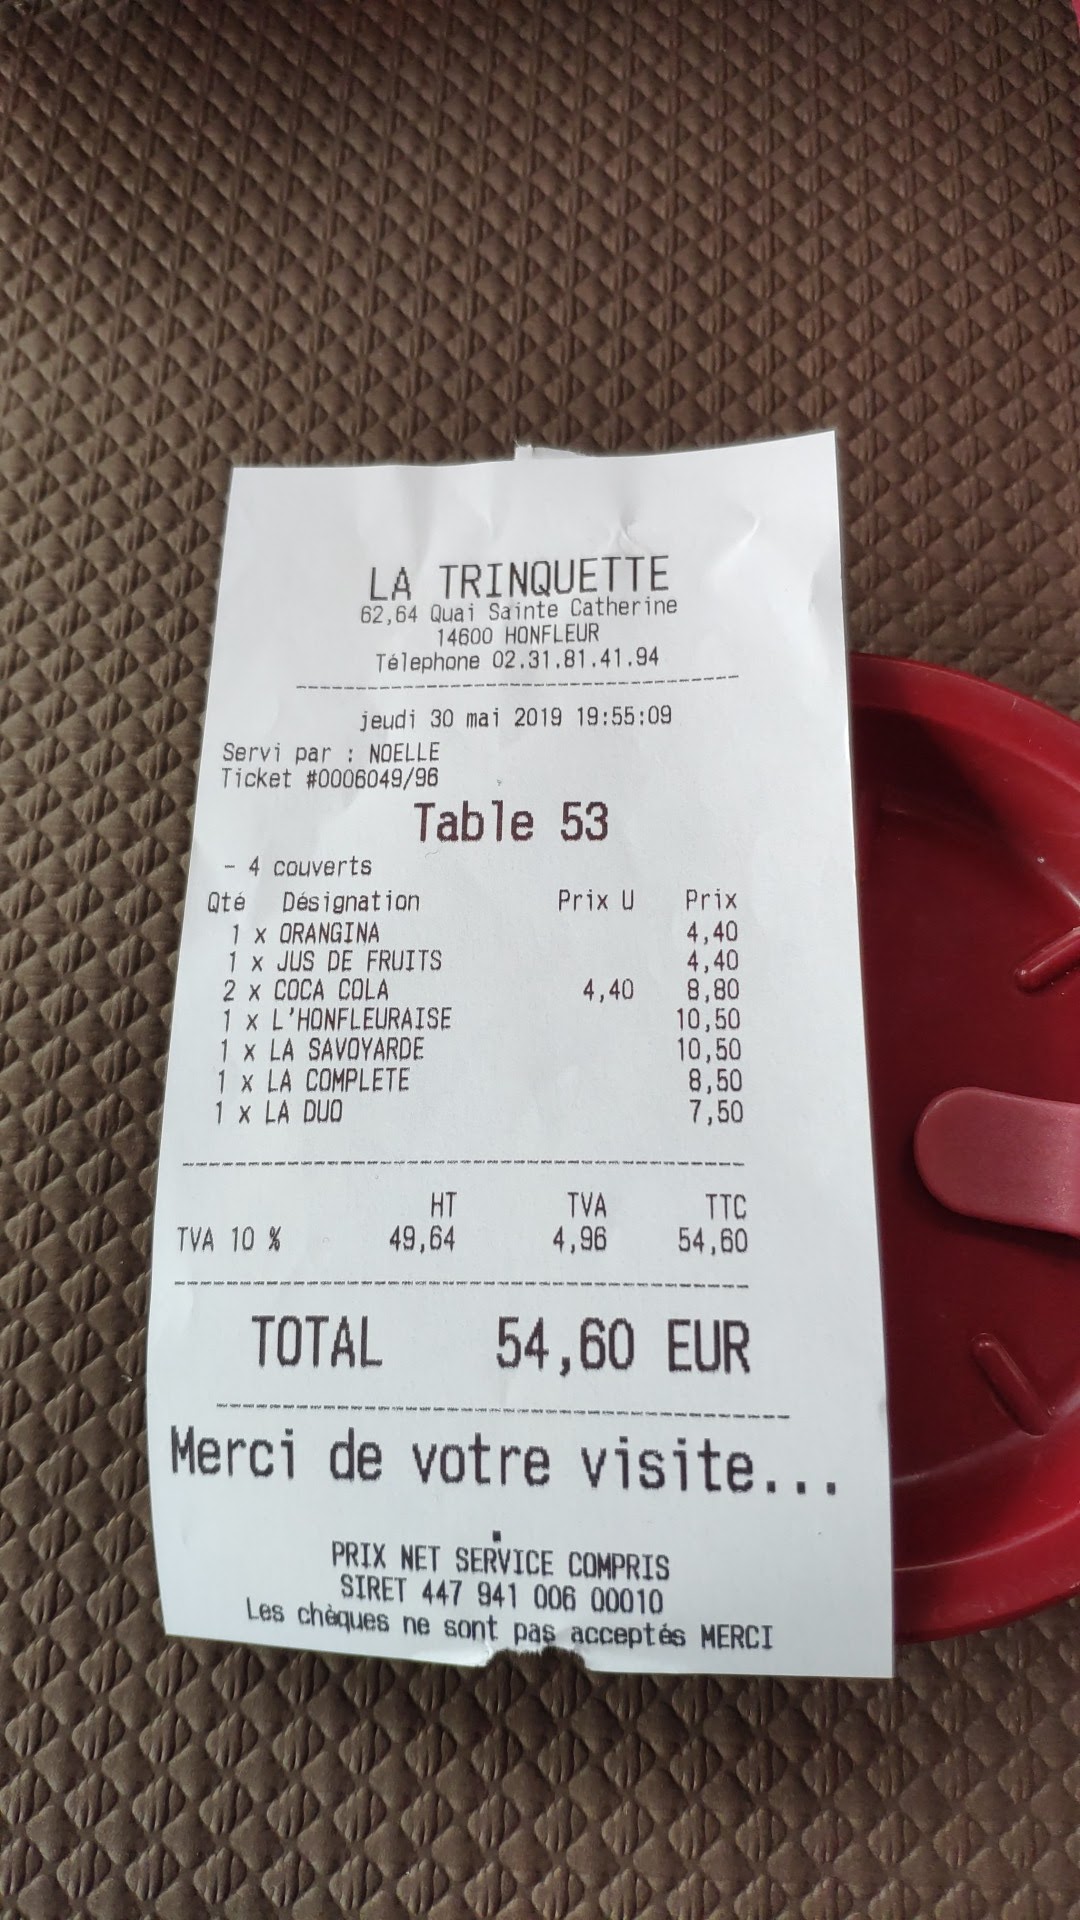 LA TRINQUETTE
62,64 Quai Sainte Catherine
14600 HONFLEUR
Télephone 02.31.81.41.94
jeudi 30 mai 2019 19:55:09
Servi par : NOELLE
Ticket #0006049/96
Table 53
- 4 couverts
Qté Désignation Prix U Prix
1 x ORANGINA 4,40
1 x JUS DE FRUITS 4,40
2 x COCA COLA 4,40 8,80
1 x L'HONFLEURAISE 10,50
1 x LA SAVOYARDE 10,50
1 x LA COMPLETE 8,50
1 x LA DUO 7,50
HT TVA TTC
TVA 10 % 49,64 4,96 54,60
TOTAL 54,60 EUR
Merci de votre visite...
PRIX NET SERVICE COMPRIS
SIRET 447 941 006 00010
Les chèques ne sont pas acceptés MERCI